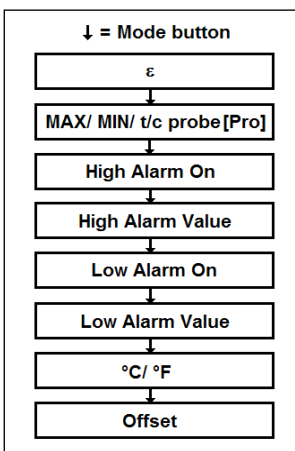 ↓ = Mode button
ε
MAX/ MIN/ t/c probe [Pro]
High Alarm On
High Alarm Value
Low Alarm On
Low Alarm Value
°C/ °F
Offset